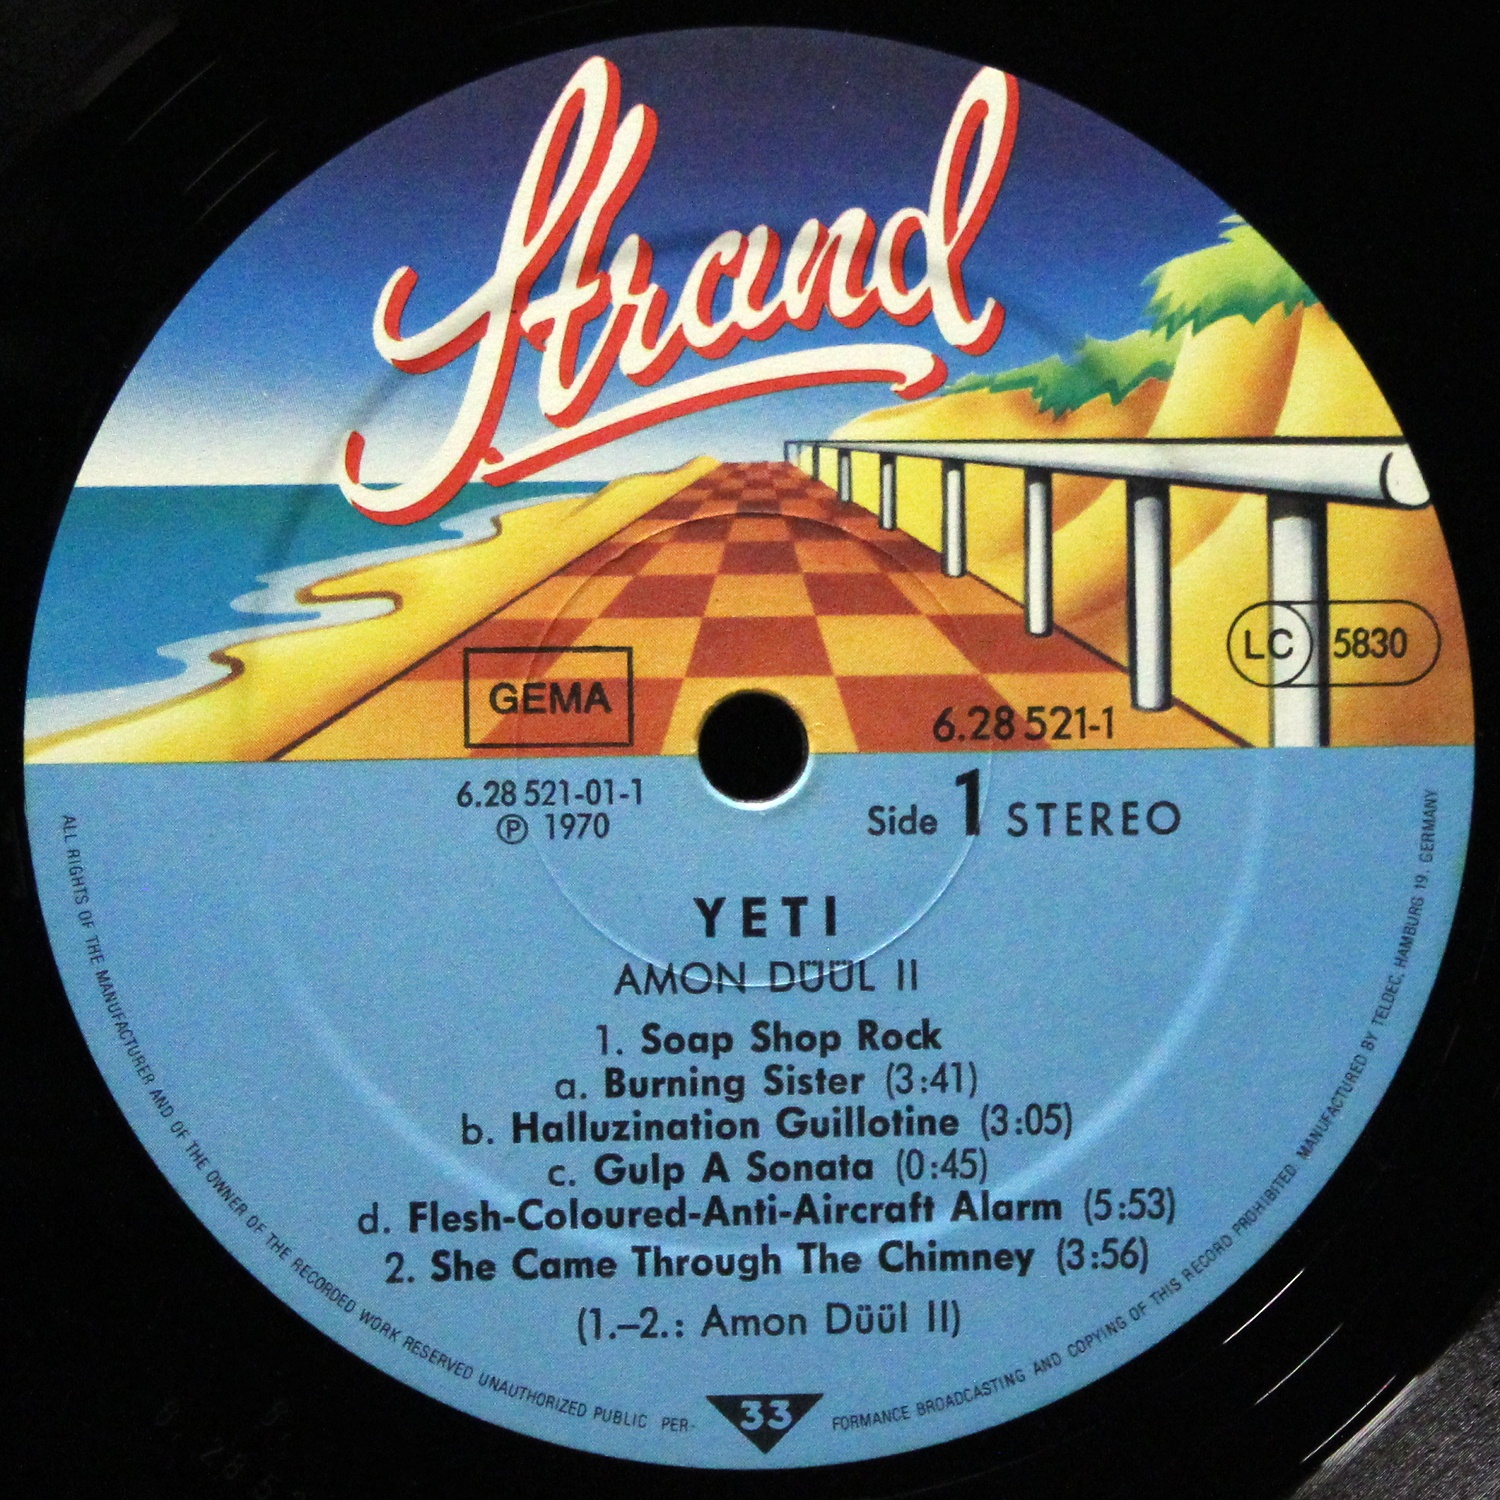 Strand
GEMA
LC 5830
6.28 521-1
6.28 521-01-1
℗ 1970
Side 1 STEREO
YETI
AMON DÜÜL II
1. Soap Shop Rock
a. Burning Sister (3:41)
b. Halluzination Guillotine (3:05)
c. Gulp A Sonata (0:45)
d. Flesh-Coloured-Anti-Aircraft Alarm (5:53)
2. She Came Through The Chimney (3:56)
(1.–2.: Amon Düül II)
33
ALL RIGHTS OF THE MANUFACTURER AND OF THE OWNER OF THE RECORDED WORK RESERVED UNAUTHORIZED PUBLIC PER-FORMANCE BROADCASTING AND COPYING OF THIS RECORD PROHIBITED MANUFACTURED BY TELDEC, HAMBURG 19, GERMANY